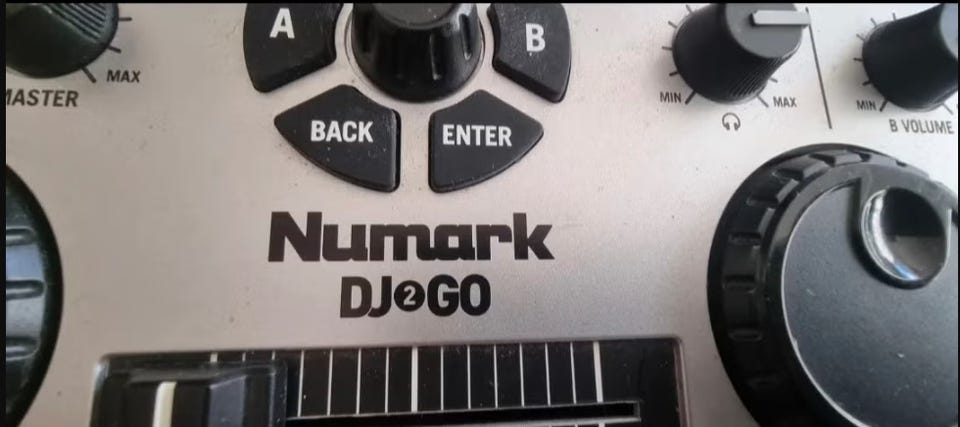 A
B
MAX
MASTER
MIN
MAX
MIN
B VOLUME
BACK
ENTER
Numark
DJ2GO